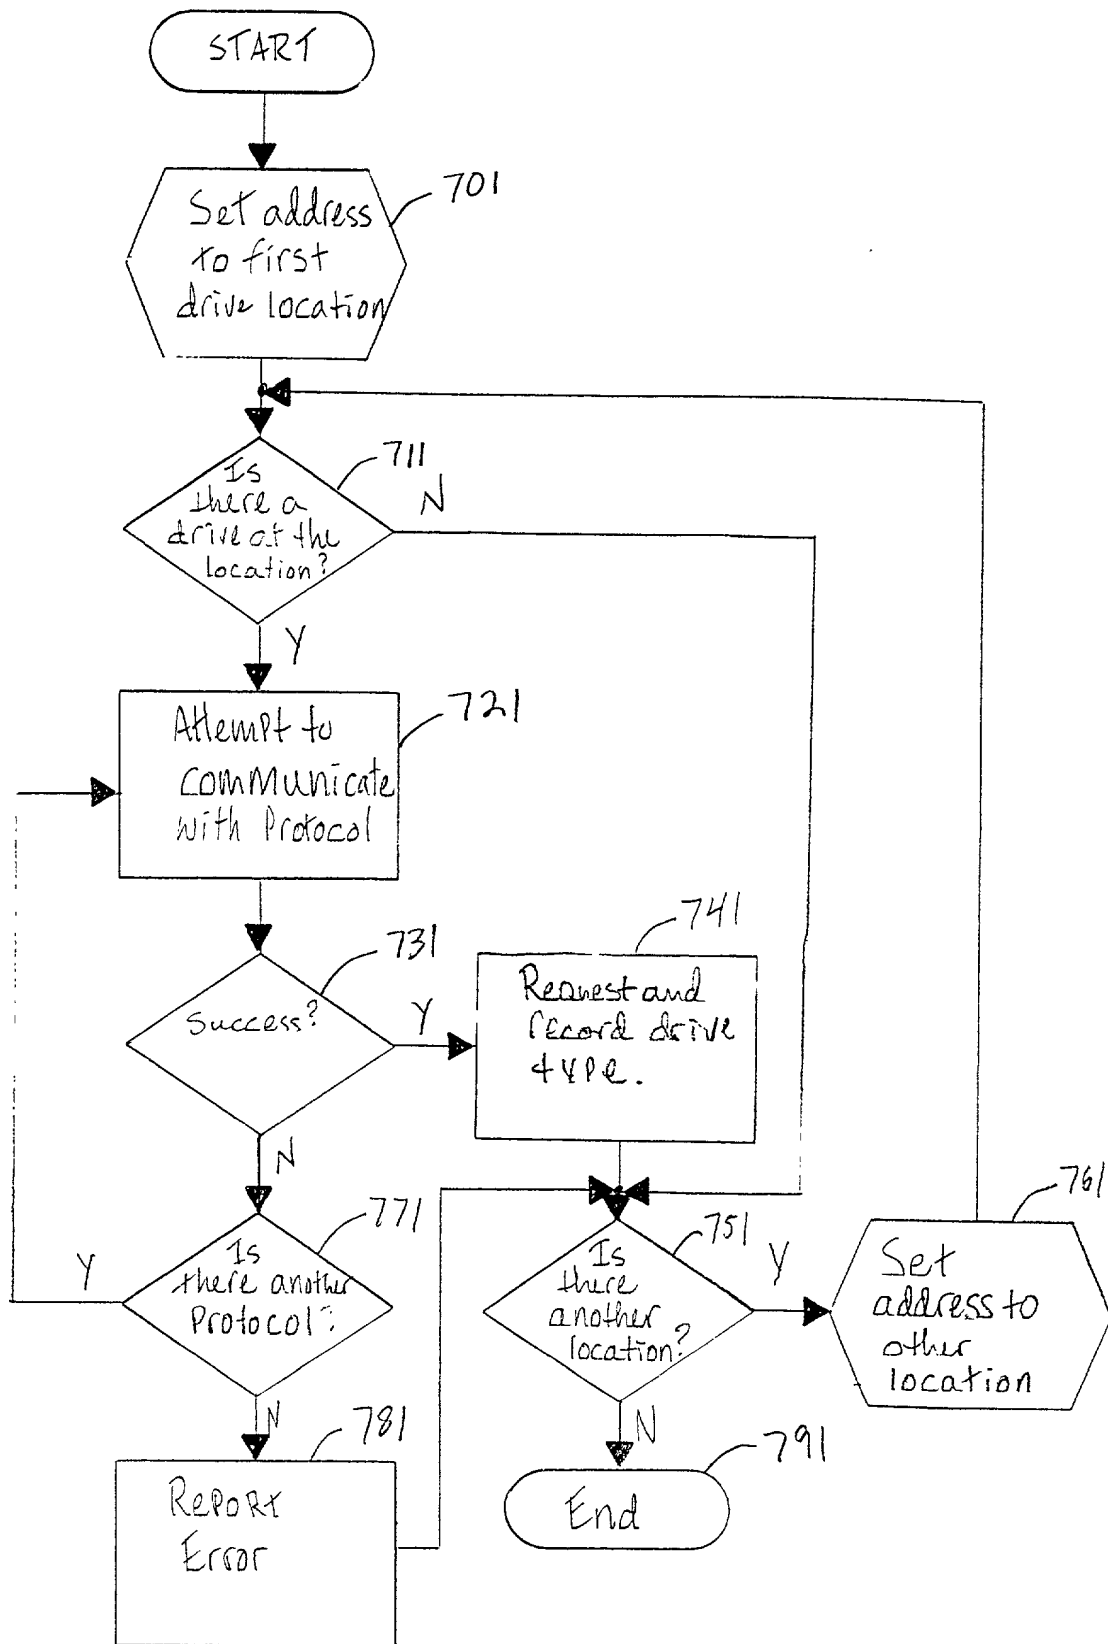 START
701
Set address
to first
drive location
711
Is
there a
drive at the
location?
N
Y
721
Attempt to
communicate
with Protocol
731
Success?
Y
741
Request and
record drive
type.
N
771
Is
there another
Protocol?
Y
751
Is
there
another
location?
Y
761
Set
address to
other
location
N
781
Report
Error
N
791
End